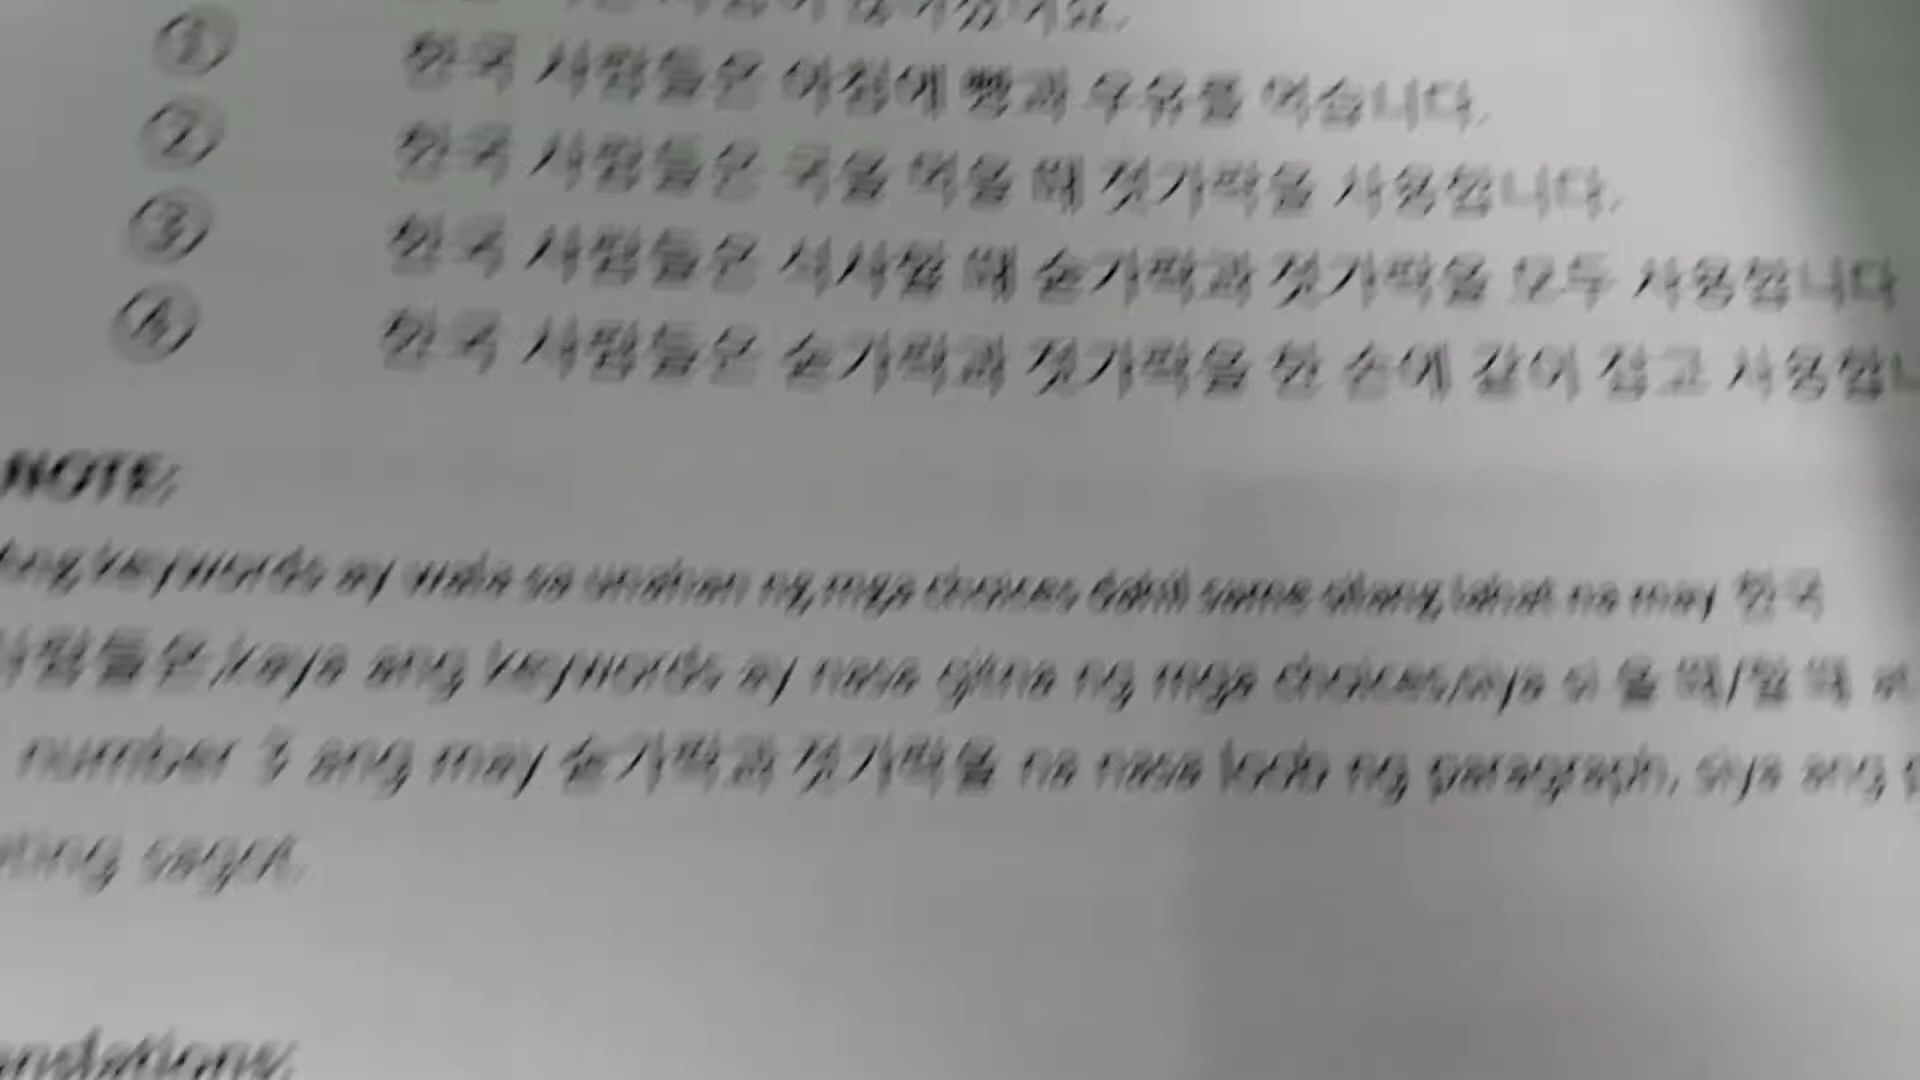 ① 한국 사람들은 아침에 빵과 우유를 먹습니다.
② 한국 사람들은 국을 먹을 때 젓가락을 사용합니다.
③ 한국 사람들은 식사할 때 숟가락과 젓가락을 모두 사용합니다
④ 한국 사람들은 숟가락과 젓가락을 한 손에 같이 잡고 사용합니
NOTE:
keywords ay wala sa unahan ng mga choices dahil same silang lahat na may 한국
사람들은, kaya ang keywords ay nasa gitna ng mga choices, siya si 을 때/할 때 at
number 3 ang may 숟가락과 젓가락을 na nasa loob ng paragraph, siya ang
ating sagot.